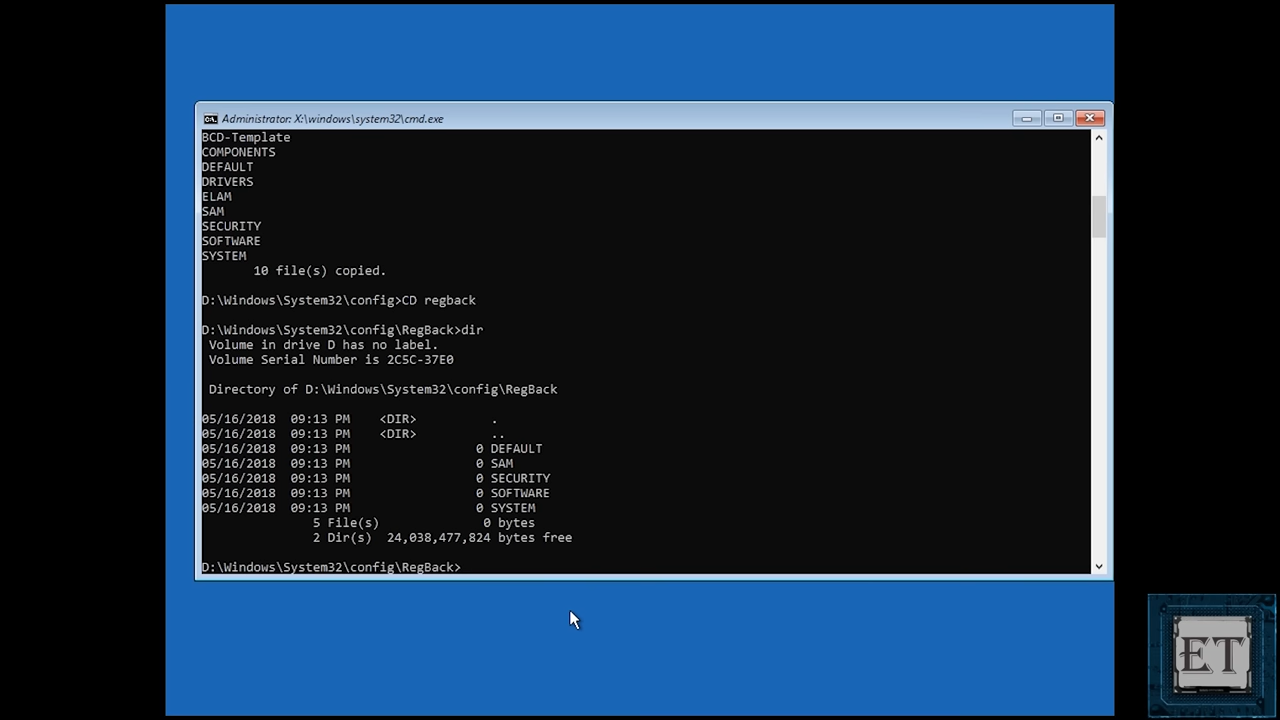 Administrator: X:\windows\system32\cmd.exe
BCD-Template
COMPONENTS
DEFAULT
DRIVERS
ELAM
SAM
SECURITY
SOFTWARE
SYSTEM
10 file(s) copied.
D:\Windows\System32\config>CD regback
D:\Windows\System32\config\RegBack>dir
Volume in drive D has no label.
Volume Serial Number is 2C5C-37E0
Directory of D:\Windows\System32\config\RegBack
05/16/2018 09:13 PM <DIR> .
05/16/2018 09:13 PM <DIR> ..
05/16/2018 09:13 PM 0 DEFAULT
05/16/2018 09:13 PM 0 SAM
05/16/2018 09:13 PM 0 SECURITY
05/16/2018 09:13 PM 0 SOFTWARE
05/16/2018 09:13 PM 0 SYSTEM
5 File(s) 0 bytes
2 Dir(s) 24,038,477,824 bytes free
D:\Windows\System32\config\RegBack>
ET